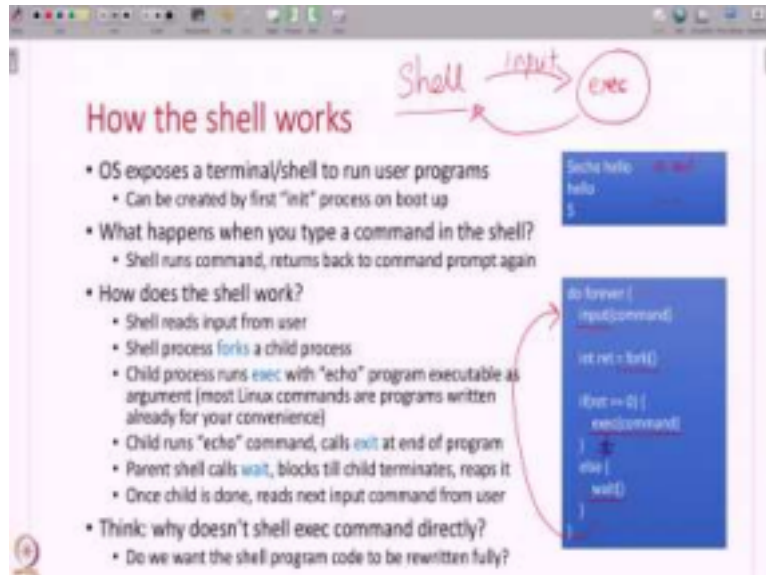 Shell input exec
How the shell works
• OS exposes a terminal/shell to run user programs
• Can be created by first "init" process on boot up
• What happens when you type a command in the shell?
• Shell runs command, returns back to command prompt again
• How does the shell work?
• Shell reads input from user
• Shell process forks a child process
• Child process runs exec with "echo" program executable as
argument (most Linux commands are programs written
already for your convenience)
• Child runs "echo" command, calls exit at end of program
• Parent shell calls wait, blocks till child terminates, reaps it
• Once child is done, reads next input command from user
• Think: why doesn't shell exec command directly?
• Do we want the shell program code to be rewritten fully?
$echo hello
hello
$
do forever {
input(command)
int ret = fork()
if(ret == 0) {
exec(command)
}
else {
wait()
}
}